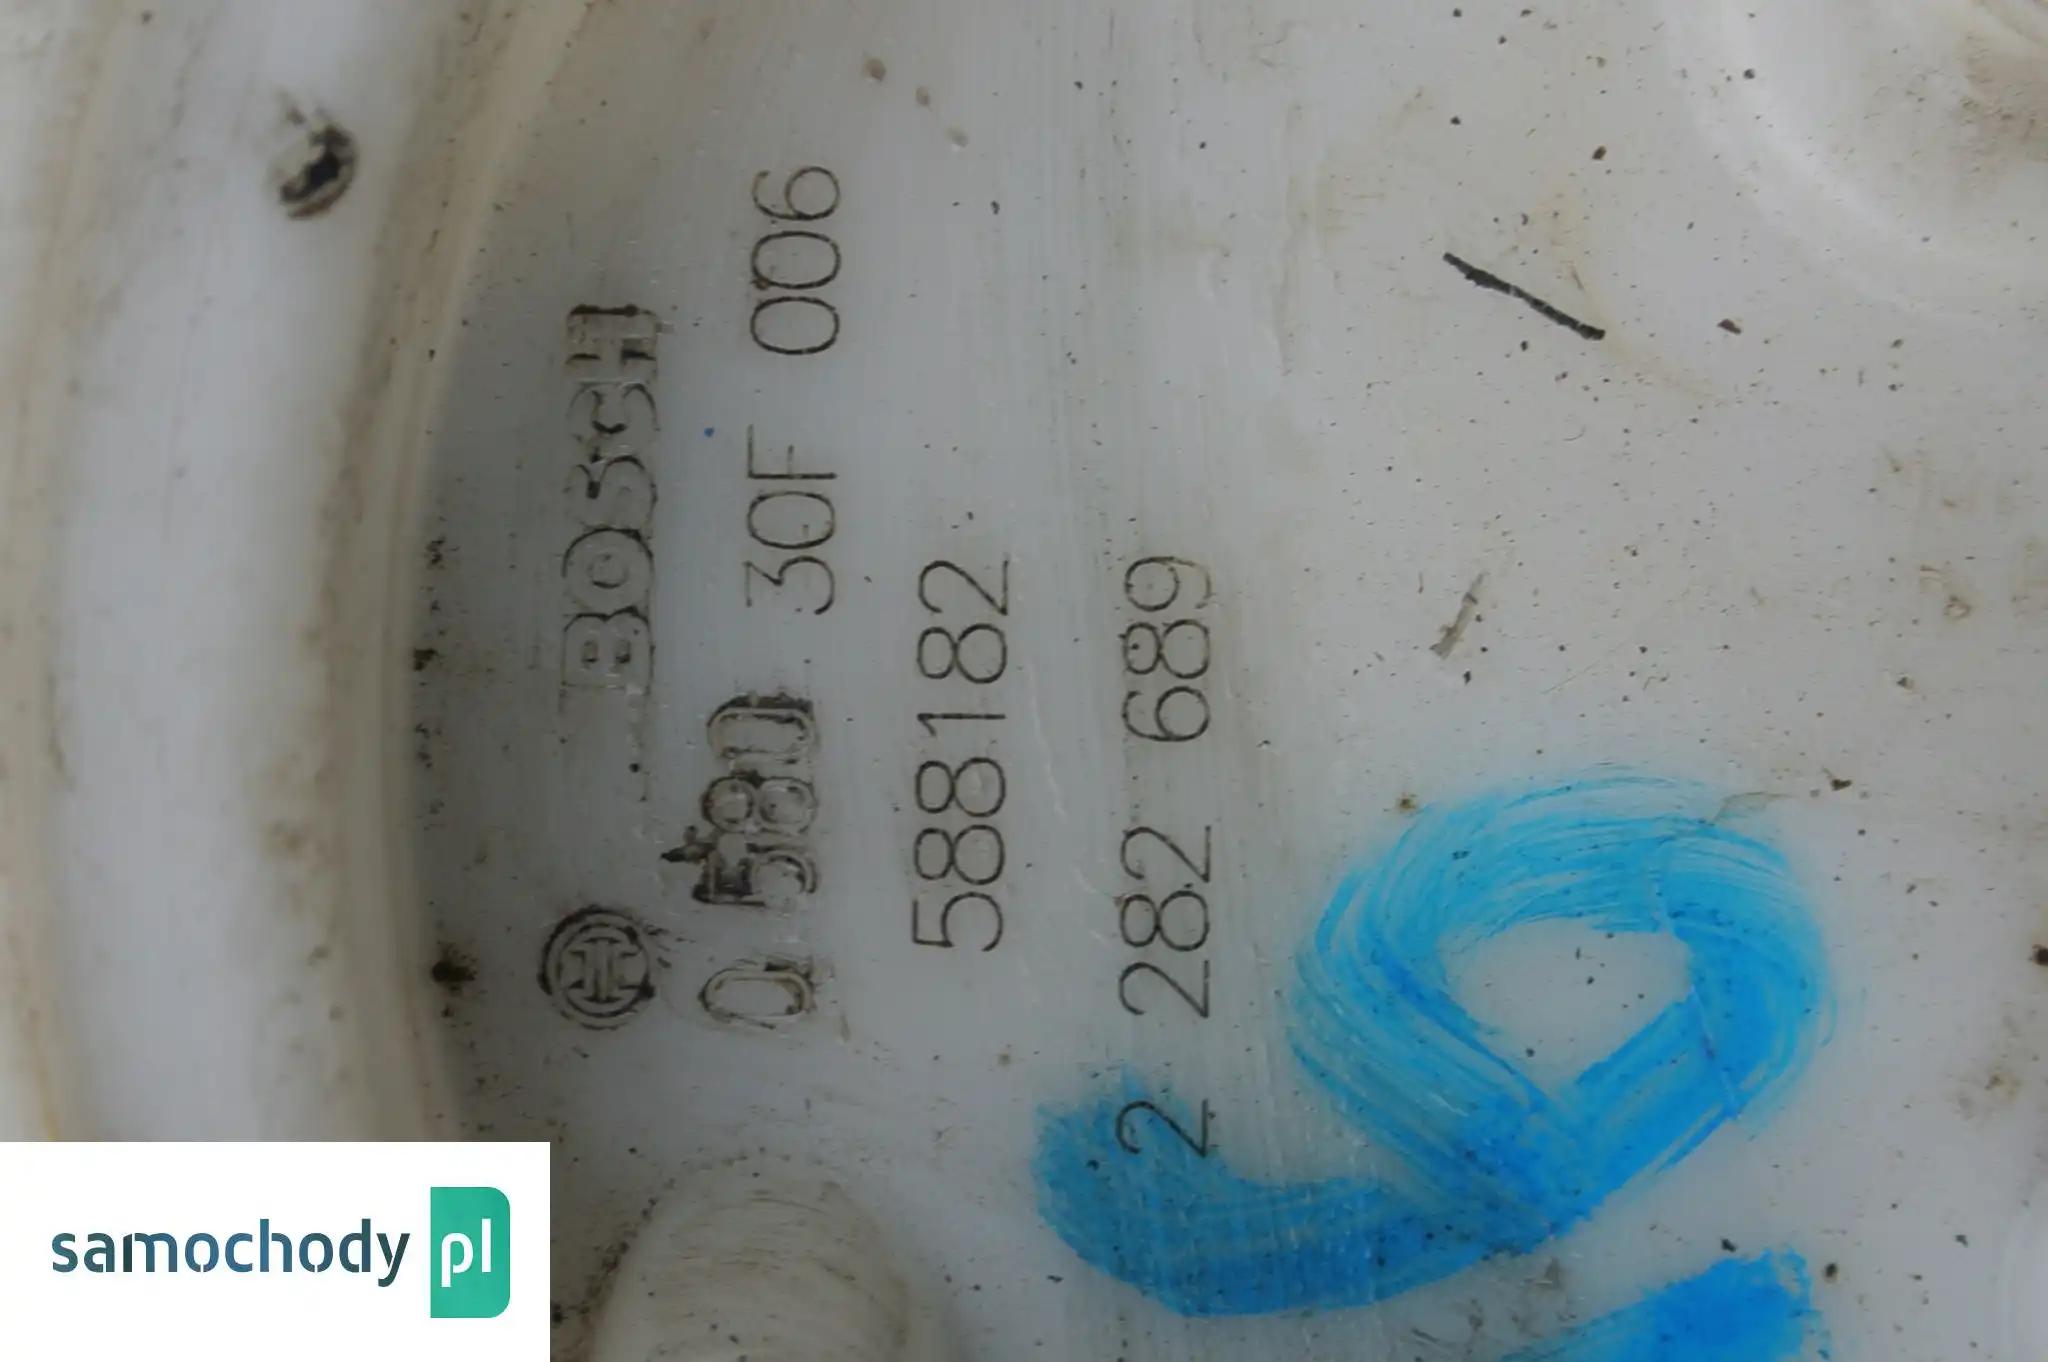 BOSCH
0 580 30F 006
588182
2 282 689
samochody pl